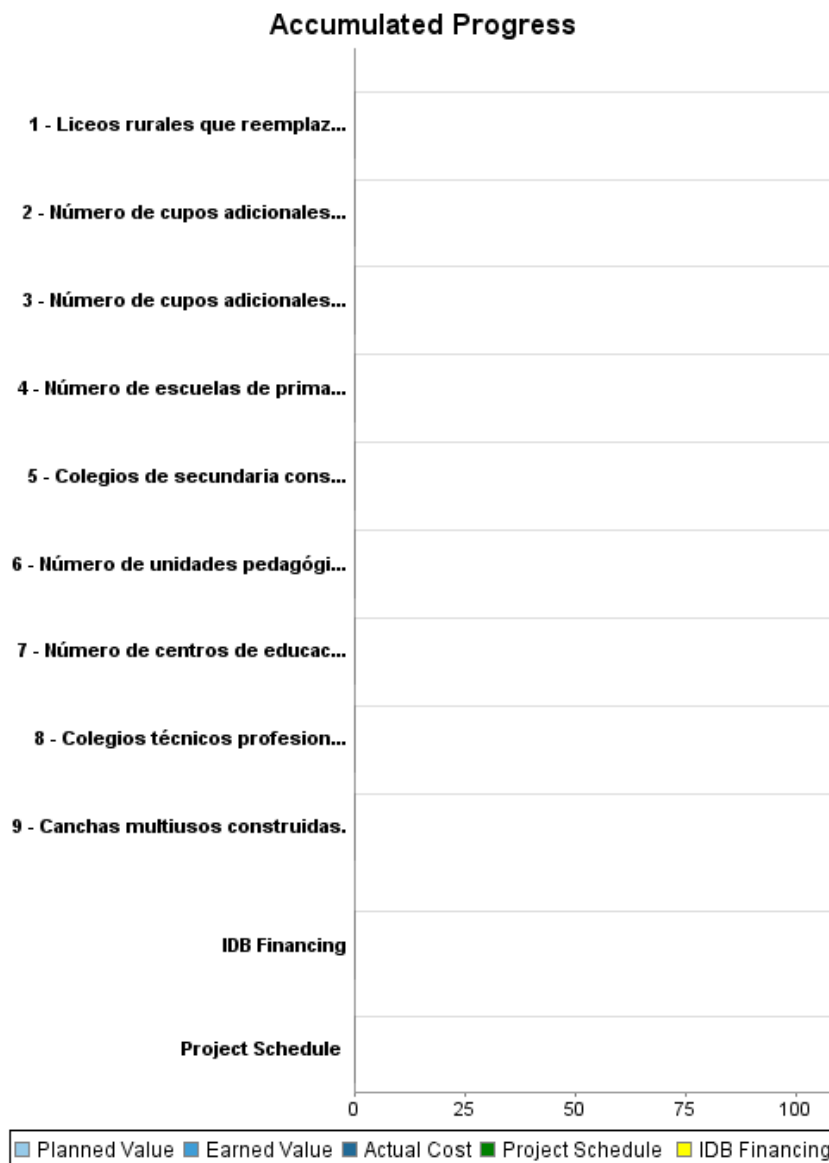 Accumulated Progress
1 - Liceos rurales que reemplaz...
2 - Número de cupos adicionales...
3 - Número de cupos adicionales...
4 - Número de escuelas de prima...
5 - Colegios de secundaria cons...
6 - Número de unidades pedagógi...
7 - Número de centros de educac...
8 - Colegios técnicos profesion...
9 - Canchas multiusos construidas.
IDB Financing
Project Schedule
0 25 50 75 100
Planned Value Earned Value Actual Cost Project Schedule IDB Financing